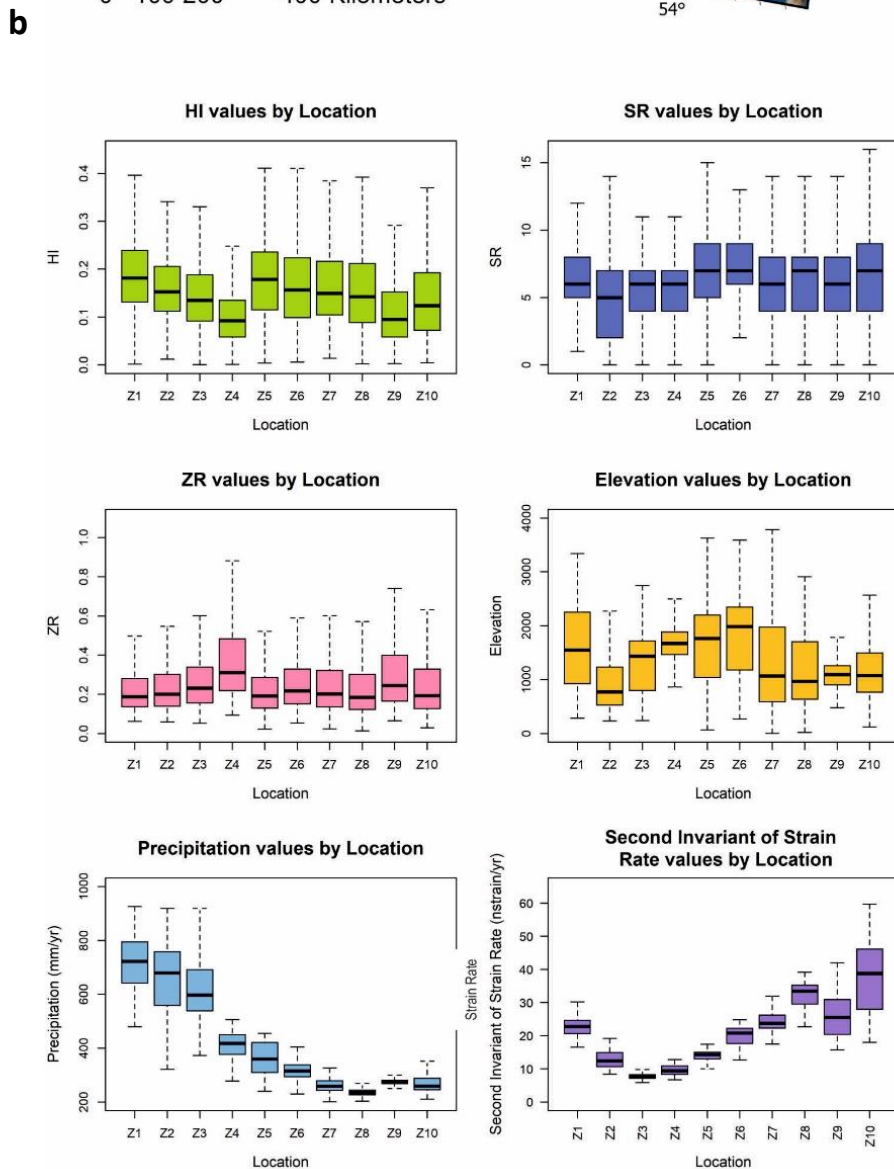 54°
b
HI values by Location
HI
0.0 0.1 0.2 0.3 0.4
Z1 Z2 Z3 Z4 Z5 Z6 Z7 Z8 Z9 Z10
Location
SR values by Location
SR
0 5 10 15
Z1 Z2 Z3 Z4 Z5 Z6 Z7 Z8 Z9 Z10
Location
ZR values by Location
ZR
0.0 0.2 0.4 0.6 0.8 1.0
Z1 Z2 Z3 Z4 Z5 Z6 Z7 Z8 Z9 Z10
Location
Elevation values by Location
Elevation
0 1000 2000 3000 4000
Z1 Z2 Z3 Z4 Z5 Z6 Z7 Z8 Z9 Z10
Location
Precipitation values by Location
Precipitation (mm/yr)
200 400 600 800 1000
Z1 Z2 Z3 Z4 Z5 Z6 Z7 Z8 Z9 Z10
Location
Second Invariant of Strain
Rate values by Location
Strain Rate
Second Invariant of Strain Rate (nstrain/yr)
0 10 20 30 40 50 60
Z1 Z2 Z3 Z4 Z5 Z6 Z7 Z8 Z9 Z10
Location